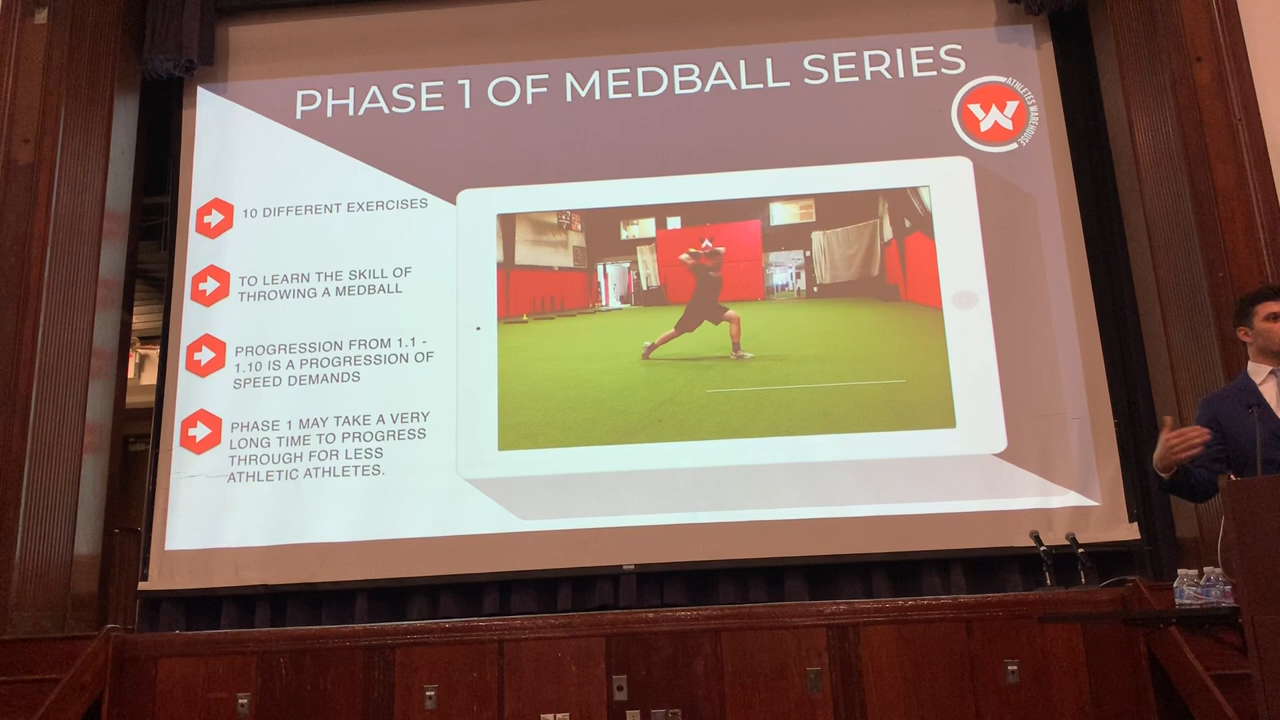 PHASE 1 OF MEDBALL SERIES
ATHLETES WAREHOUSE
W
10 DIFFERENT EXERCISES
TO LEARN THE SKILL OF
THROWING A MEDBALL
PROGRESSION FROM 1.1 -
1.10 IS A PROGRESSION OF
SPEED DEMANDS
PHASE 1 MAY TAKE A VERY
LONG TIME TO PROGRESS
THROUGH FOR LESS
ATHLETIC ATHLETES.